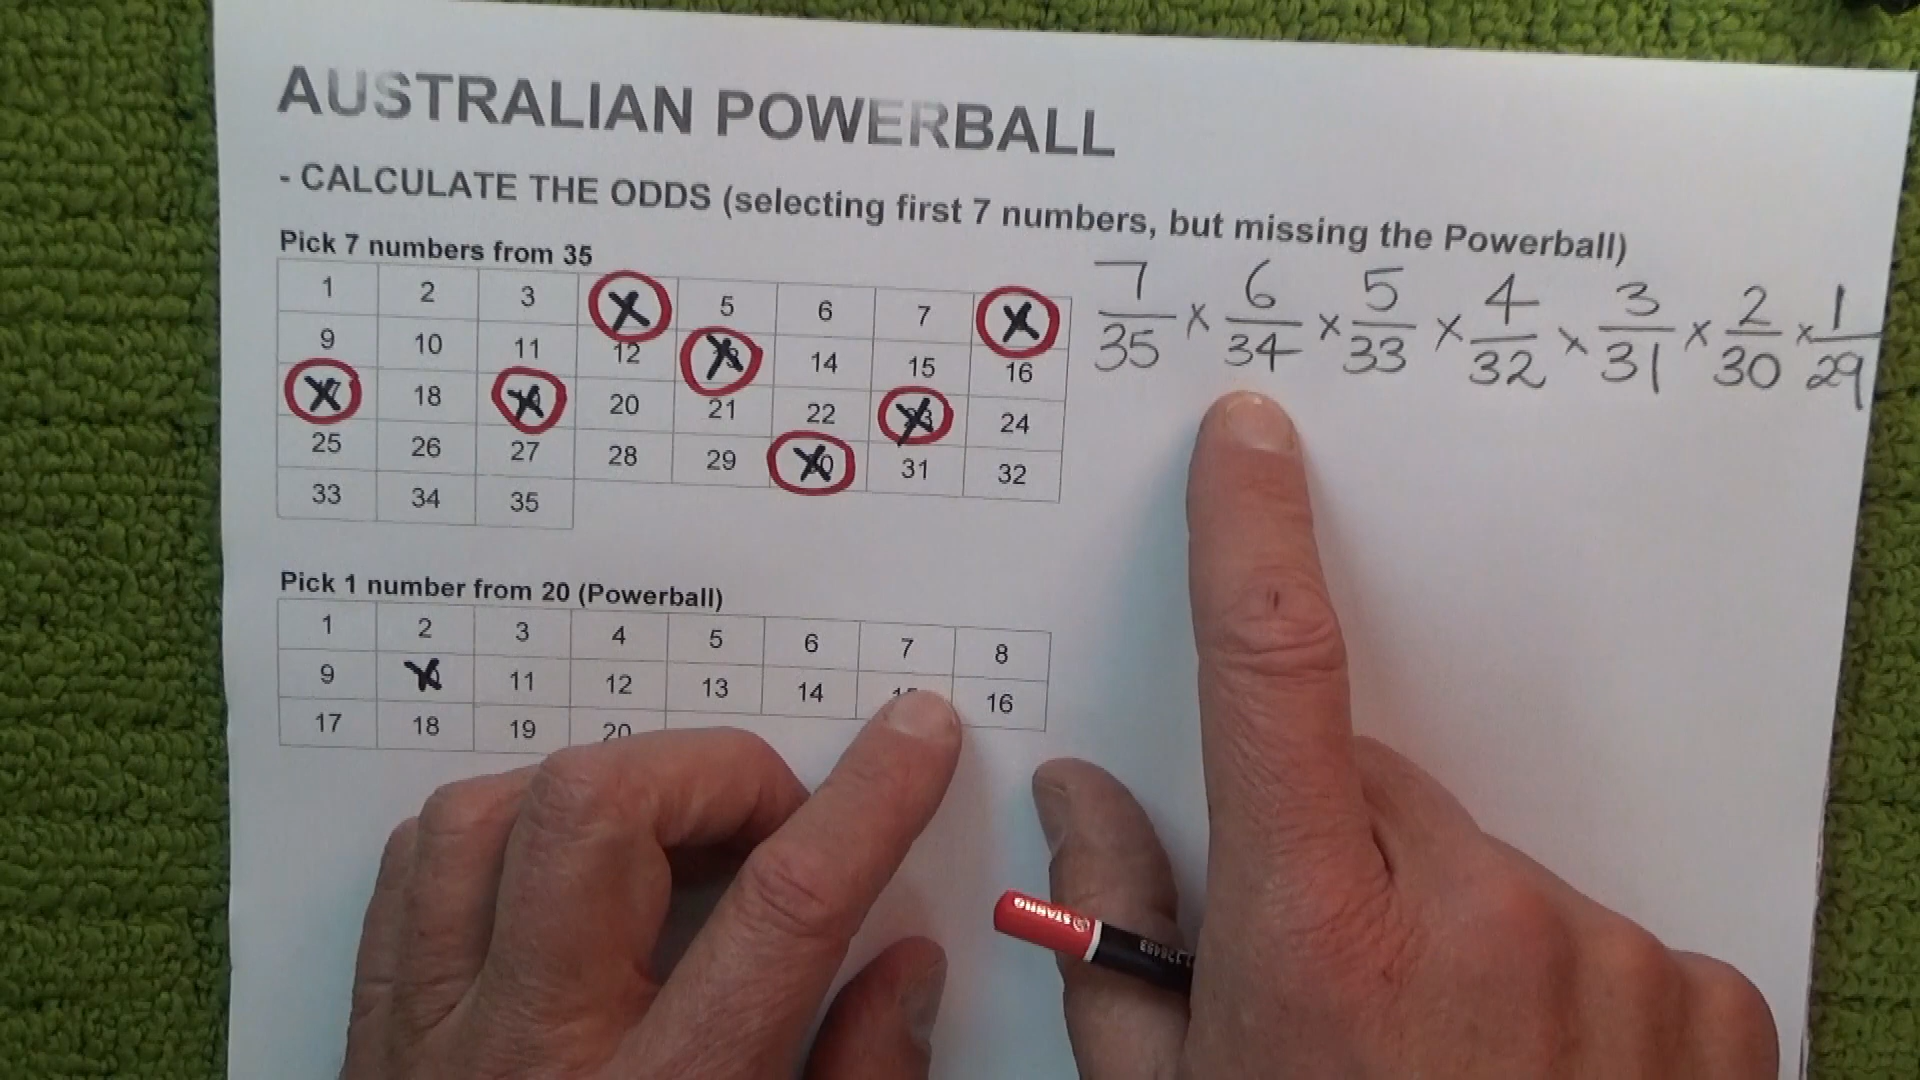 AUSTRALIAN POWERBALL
- CALCULATE THE ODDS (selecting first 7 numbers, but missing the Powerball)
Pick 7 numbers from 35
1 2 3 5 6 7
9 10 11 12 14 15 16
18 20 21 22 24
25 26 27 28 29 31 32
33 34 35
7/35 × 6/34 × 5/33 × 4/32 × 3/31 × 2/30 × 1/29
Pick 1 number from 20 (Powerball)
1 2 3 4 5 6 7 8
9 11 12 13 14 16
17 18 19 20
STABILO